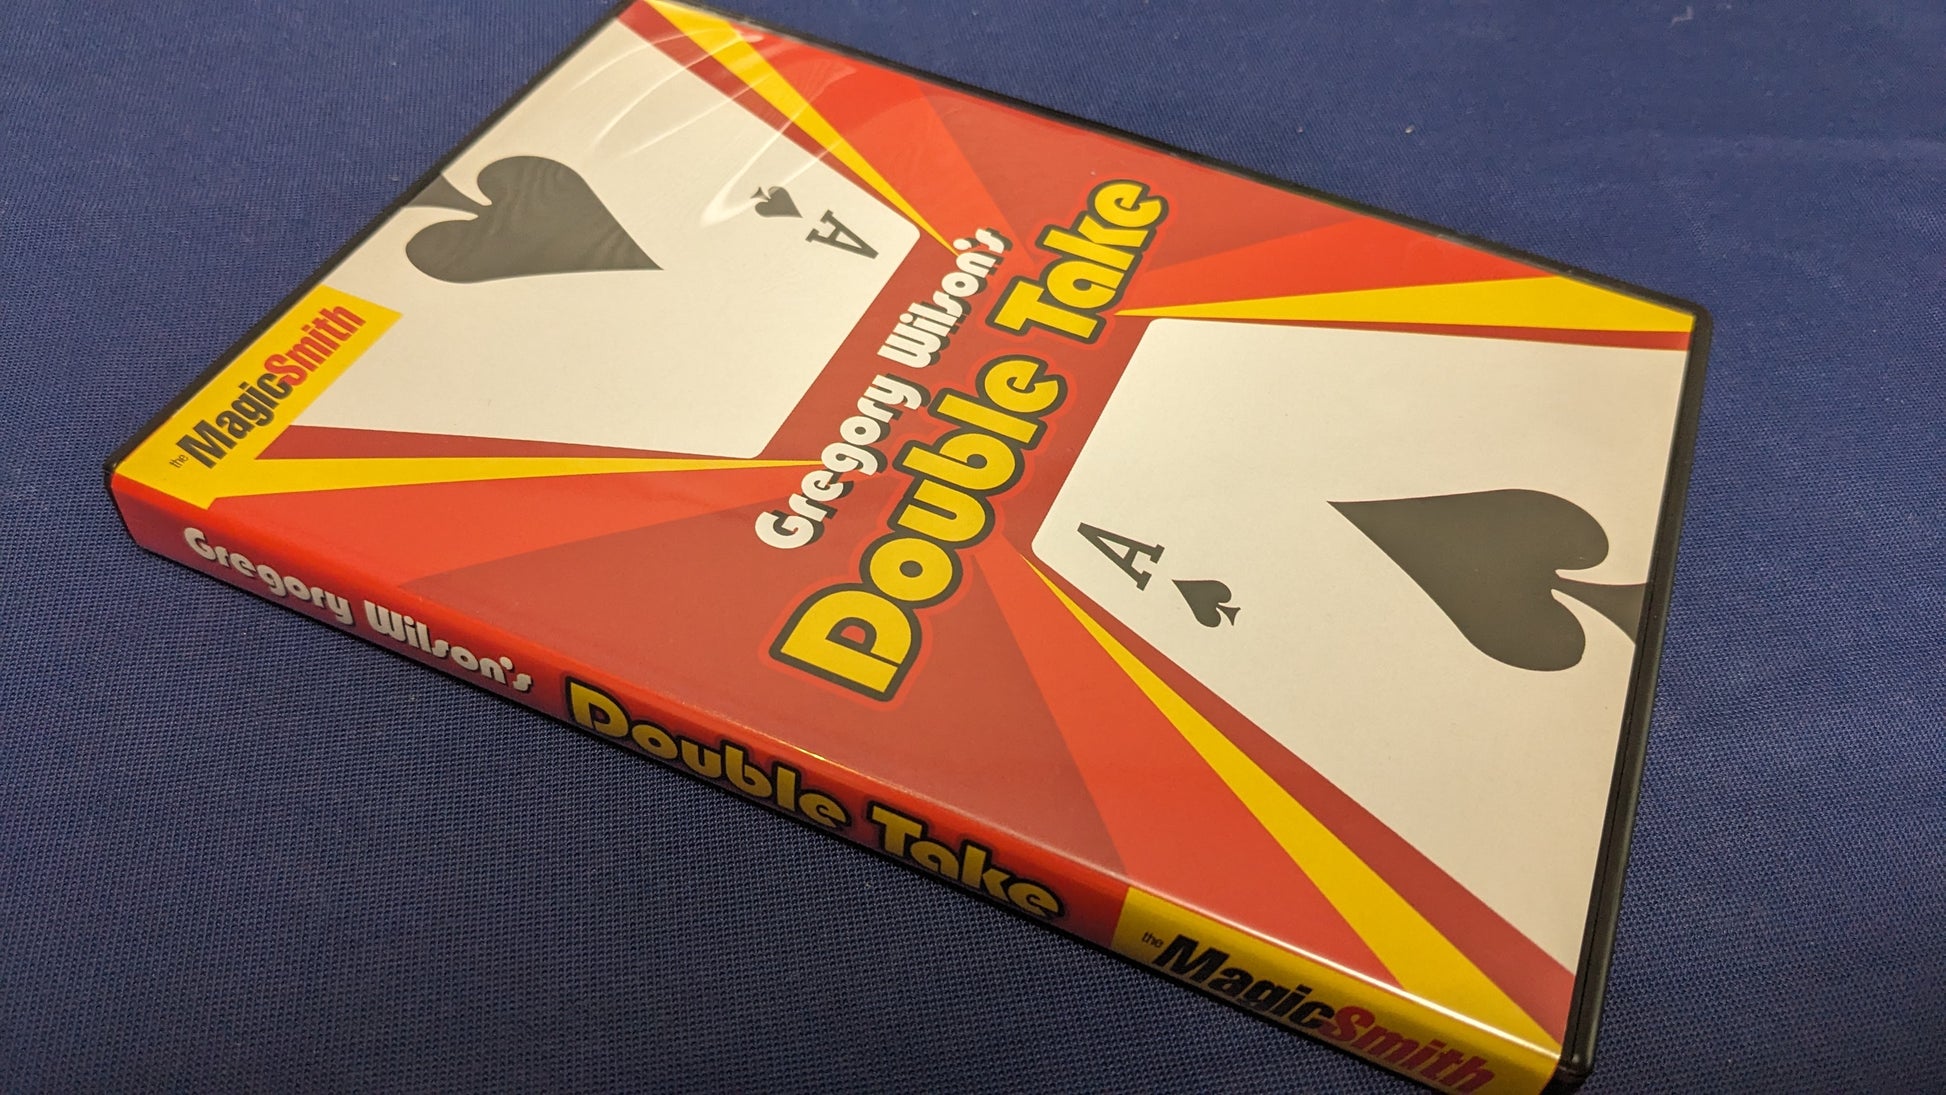 Gregory Wilson's
Double Take
the MagicSmith
A
A
Gregory Wilson's Double Take the MagicSmith